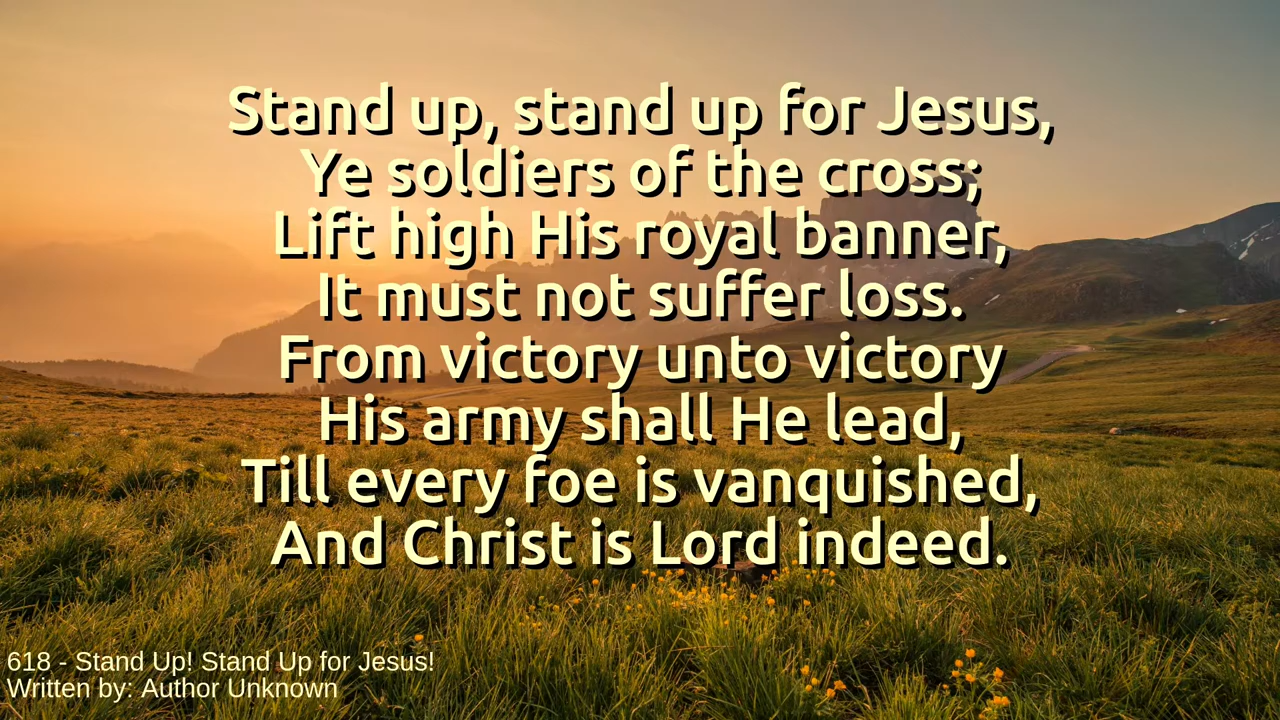 Stand up, stand up for Jesus,
Ye soldiers of the cross;
Lift high His royal banner,
It must not suffer loss.
From victory unto victory
His army shall He lead,
Till every foe is vanquished,
And Christ is Lord indeed.
618 - Stand Up! Stand Up for Jesus!
Written by: Author Unknown